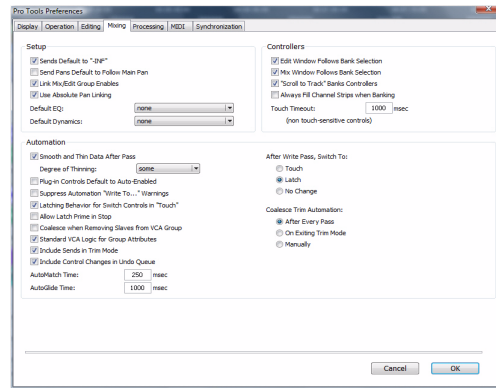 Pro Tools Preferences
Display Operation Editing Mixing Processing MIDI Synchronization
Setup
Sends Default to "-INF"
Send Pans Default to Follow Main Pan
Link Mix/Edit Group Enables
Use Absolute Pan Linking
Default EQ: none
Default Dynamics: none
Controllers
Edit Window Follows Bank Selection
Mix Window Follows Bank Selection
"Scroll to Track" Banks Controllers
Always Fill Channel Strips when Banking
Touch Timeout: 1000 msec
(non touch-sensitive controls)
Automation
Smooth and Thin Data After Pass
Degree of Thinning: some
Plug-in Controls Default to Auto-Enabled
Suppress Automation "Write To..." Warnings
Latching Behavior for Switch Controls in "Touch"
Allow Latch Prime in Stop
Coalesce when Removing Slaves from VCA Group
Standard VCA Logic for Group Attributes
Include Sends in Trim Mode
Include Control Changes in Undo Queue
AutoMatch Time: 250 msec
AutoGlide Time: 1000 msec
After Write Pass, Switch To:
Touch
Latch
No Change
Coalesce Trim Automation:
After Every Pass
On Exiting Trim Mode
Manually
Cancel OK